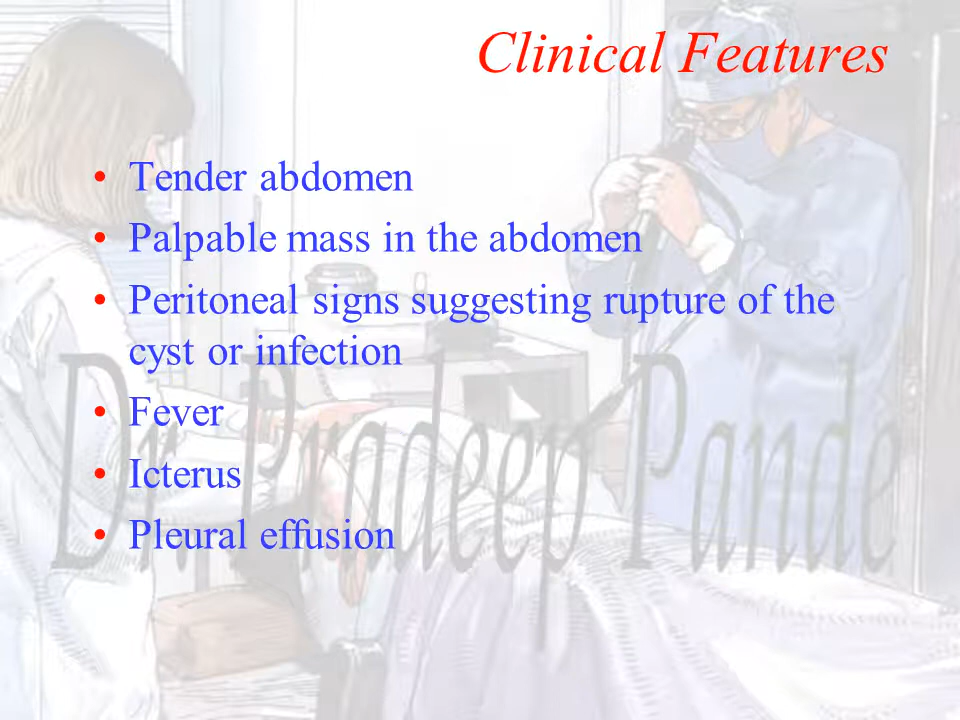 Clinical Features
• Tender abdomen
• Palpable mass in the abdomen
• Peritoneal signs suggesting rupture of the
cyst or infection
• Fever
• Icterus
• Pleural effusion
Dr. Pradeep Pande